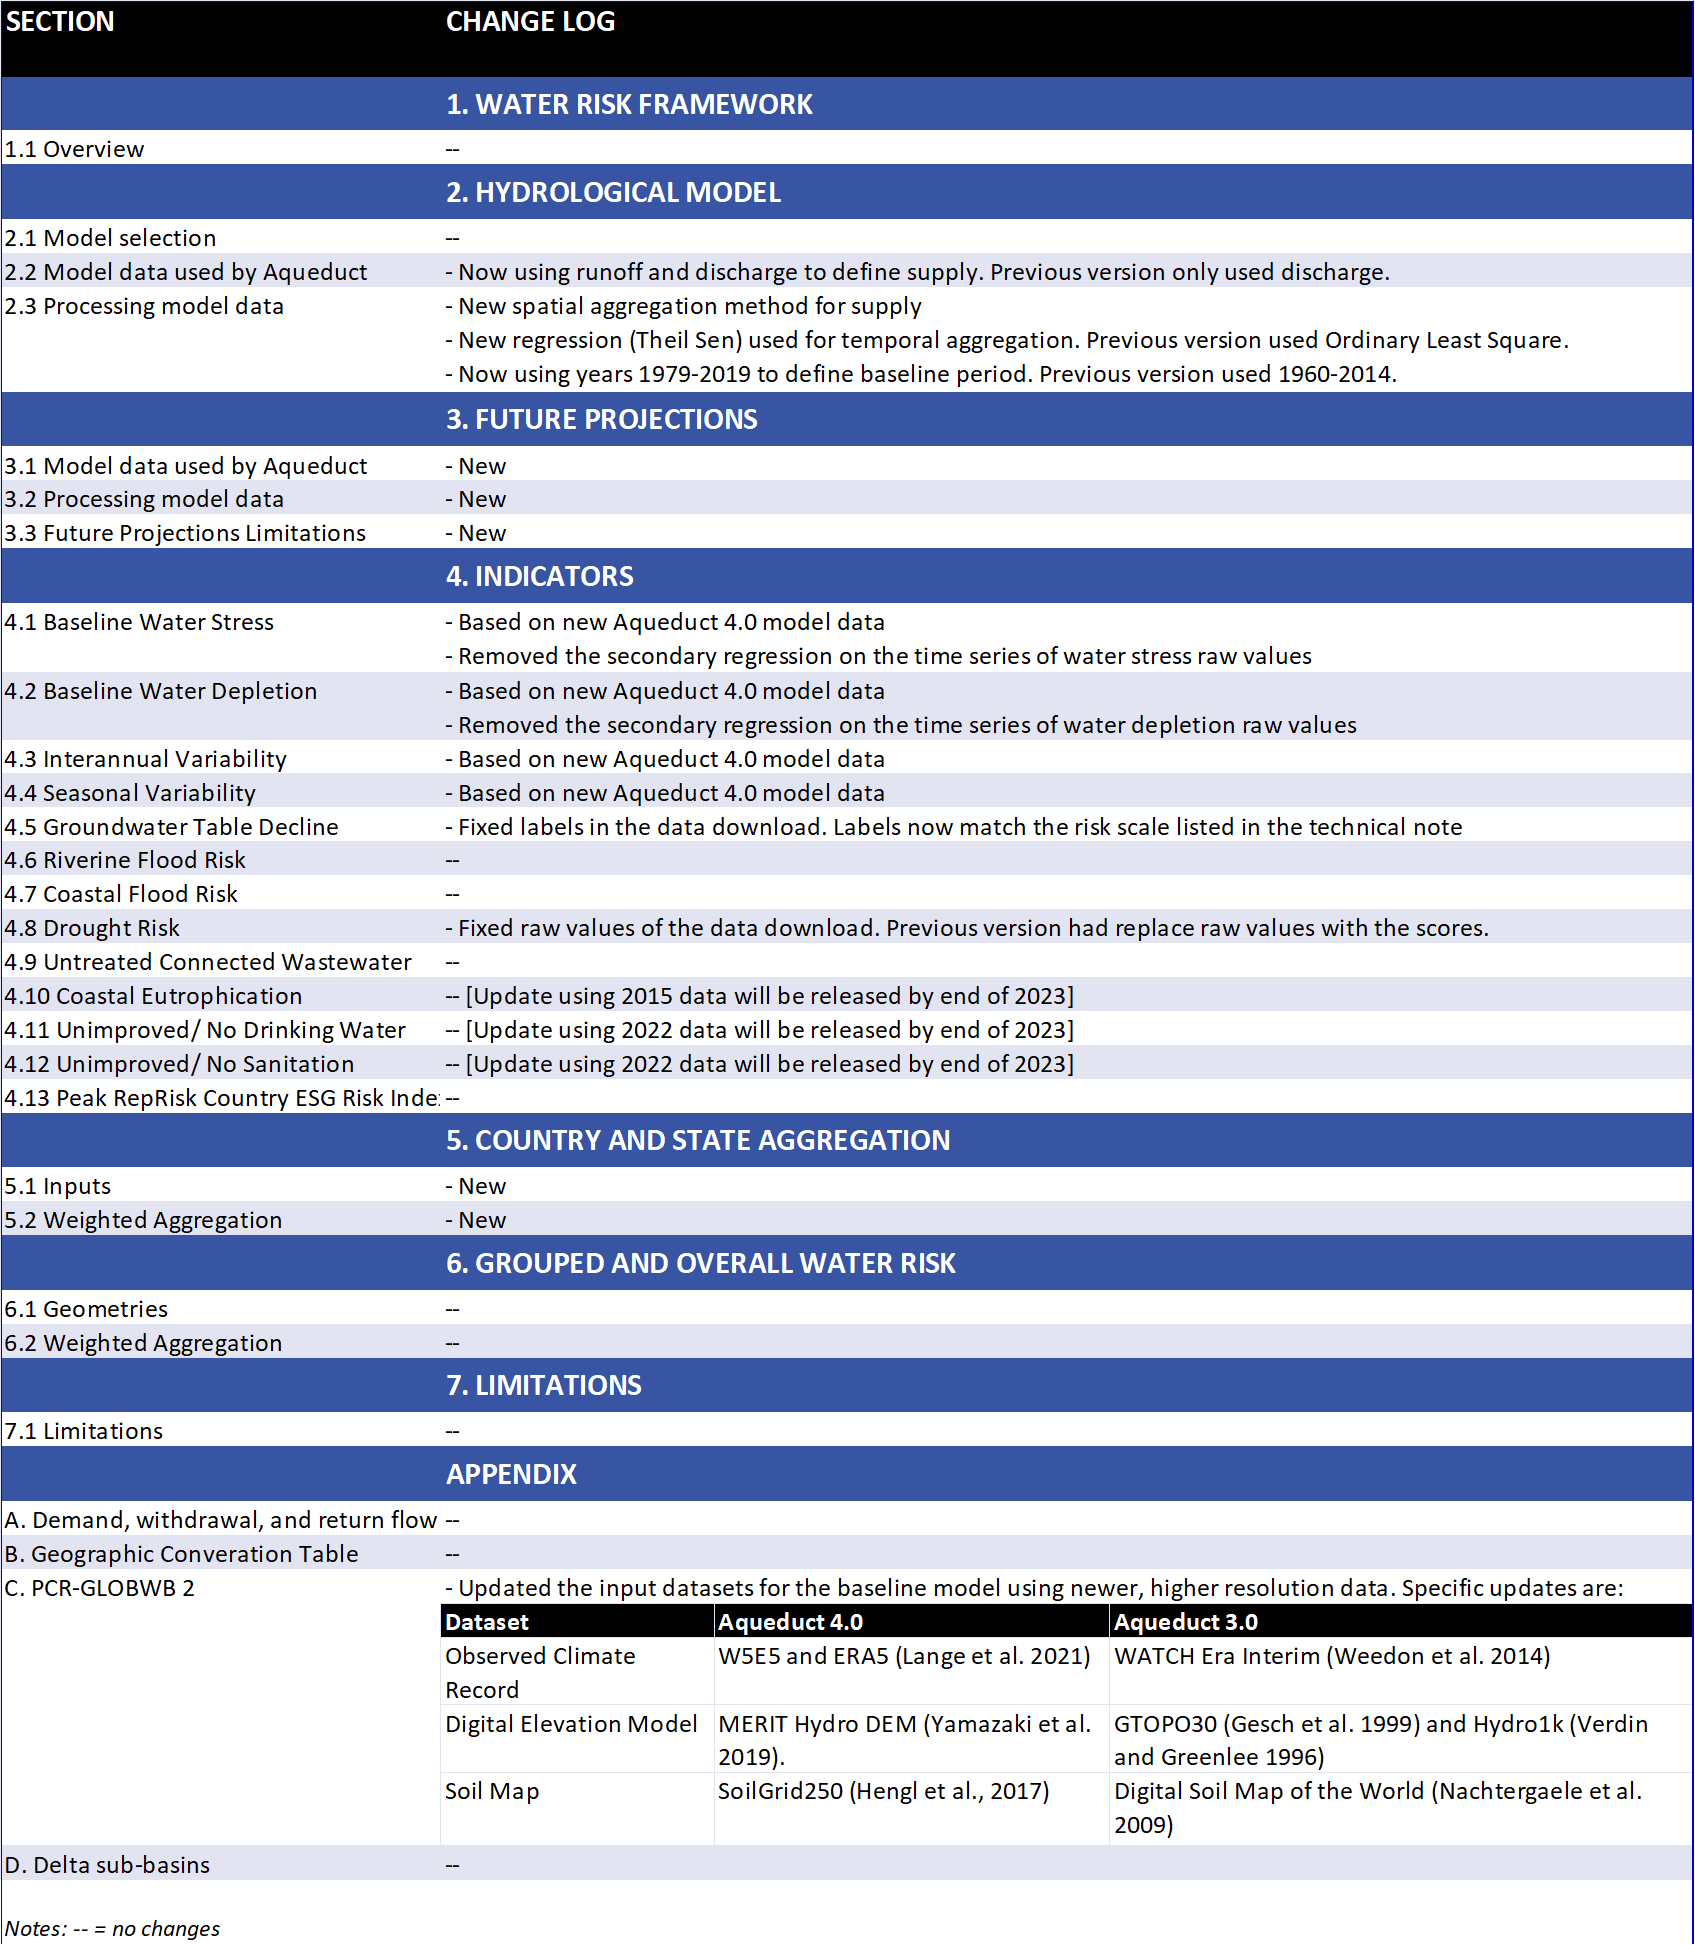 SECTION CHANGE LOG
1. WATER RISK FRAMEWORK
1.1 Overview --
2. HYDROLOGICAL MODEL
2.1 Model selection --
2.2 Model data used by Aqueduct - Now using runoff and discharge to define supply. Previous version only used discharge.
2.3 Processing model data - New spatial aggregation method for supply
- New regression (Theil Sen) used for temporal aggregation. Previous version used Ordinary Least Square.
- Now using years 1979-2019 to define baseline period. Previous version used 1960-2014.
3. FUTURE PROJECTIONS
3.1 Model data used by Aqueduct - New
3.2 Processing model data - New
3.3 Future Projections Limitations - New
4. INDICATORS
4.1 Baseline Water Stress - Based on new Aqueduct 4.0 model data
- Removed the secondary regression on the time series of water stress raw values
4.2 Baseline Water Depletion - Based on new Aqueduct 4.0 model data
- Removed the secondary regression on the time series of water depletion raw values
4.3 Interannual Variability - Based on new Aqueduct 4.0 model data
4.4 Seasonal Variability - Based on new Aqueduct 4.0 model data
4.5 Groundwater Table Decline - Fixed labels in the data download. Labels now match the risk scale listed in the technical note
4.6 Riverine Flood Risk --
4.7 Coastal Flood Risk --
4.8 Drought Risk - Fixed raw values of the data download. Previous version had replace raw values with the scores.
4.9 Untreated Connected Wastewater --
4.10 Coastal Eutrophication -- [Update using 2015 data will be released by end of 2023]
4.11 Unimproved/ No Drinking Water -- [Update using 2022 data will be released by end of 2023]
4.12 Unimproved/ No Sanitation -- [Update using 2022 data will be released by end of 2023]
4.13 Peak RepRisk Country ESG Risk Inde --
5. COUNTRY AND STATE AGGREGATION
5.1 Inputs - New
5.2 Weighted Aggregation - New
6. GROUPED AND OVERALL WATER RISK
6.1 Geometries --
6.2 Weighted Aggregation --
7. LIMITATIONS
7.1 Limitations --
APPENDIX
A. Demand, withdrawal, and return flow --
B. Geographic Converation Table --
C. PCR-GLOBWB 2 - Updated the input datasets for the baseline model using newer, higher resolution data. Specific updates are:
Dataset Aqueduct 4.0 Aqueduct 3.0
Observed Climate W5E5 and ERA5 (Lange et al. 2021) WATCH Era Interim (Weedon et al. 2014)
Record
Digital Elevation Model MERIT Hydro DEM (Yamazaki et al. GTOPO30 (Gesch et al. 1999) and Hydro1k (Verdin
2019). and Greenlee 1996)
Soil Map SoilGrid250 (Hengl et al., 2017) Digital Soil Map of the World (Nachtergaele et al.
2009)
D. Delta sub-basins --
Notes: -- = no changes